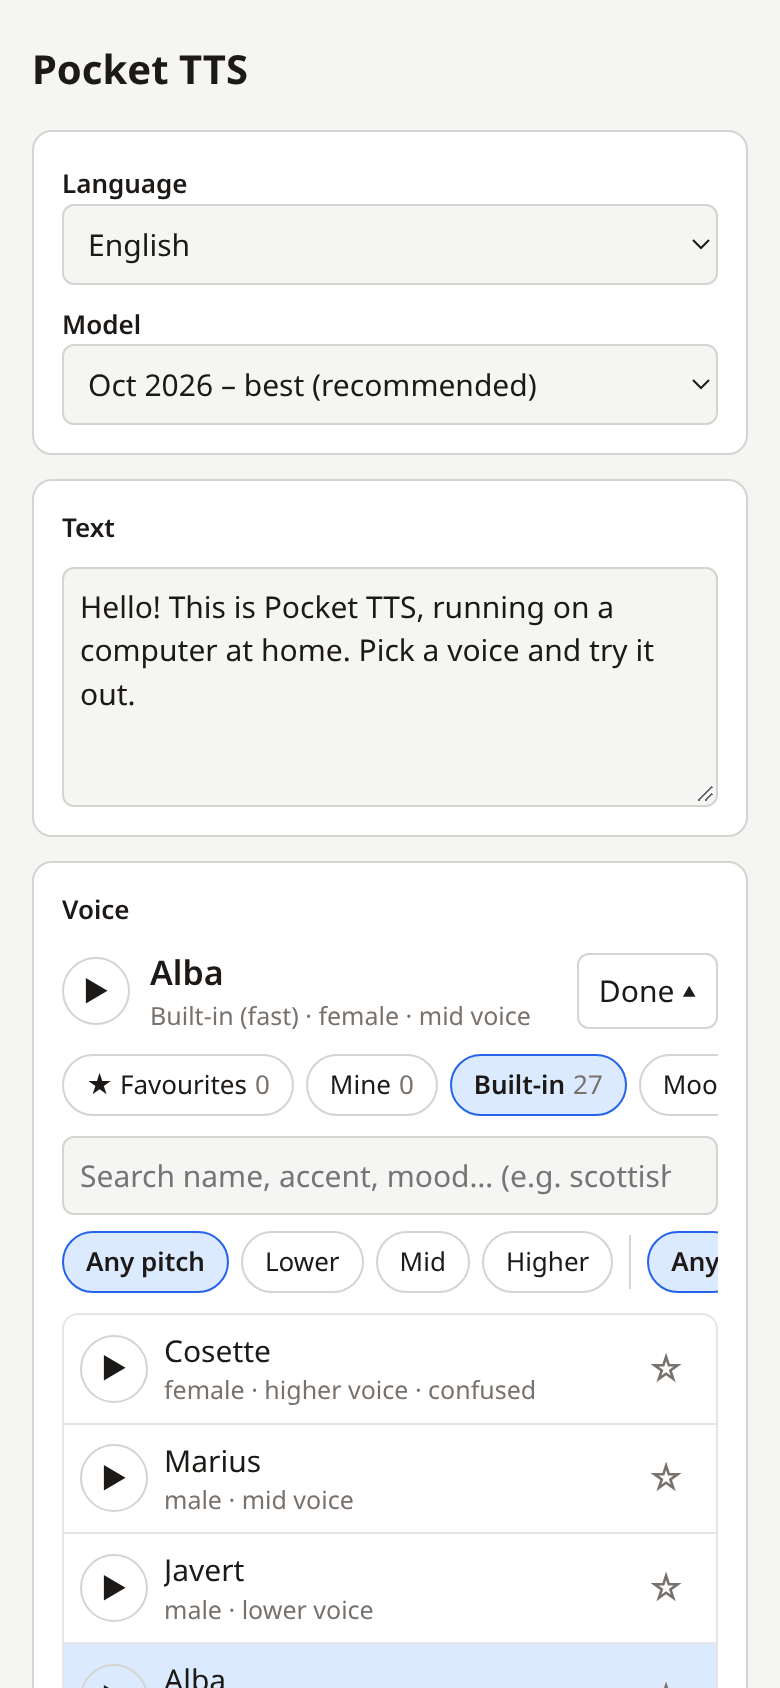 Pocket TTS
Language
English
Model
Oct 2026 – best (recommended)
Text
Hello! This is Pocket TTS, running on a
computer at home. Pick a voice and try it
out.
Voice
Alba
Built-in (fast) · female · mid voice
Done ▲
★ Favourites 0
Mine 0
Built-in 27
Moo
Search name, accent, mood... (e.g. scottish
Any pitch
Lower
Mid
Higher
Any
Cosette
female · higher voice · confused
Marius
male · mid voice
Javert
male · lower voice
Alba